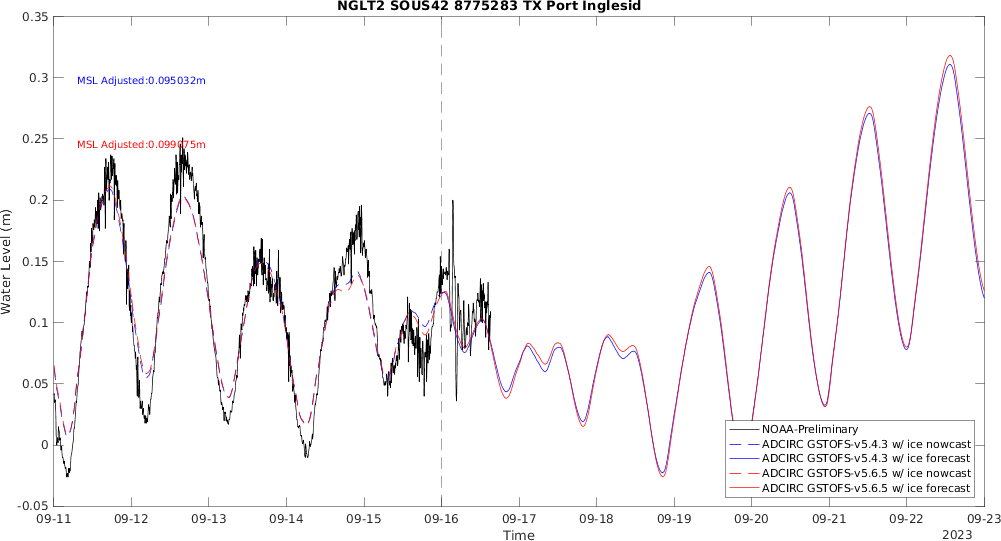 NGLT2 SOUS42 8775283 TX Port Inglesid
0.35
0.3
0.25
0.2
0.15
0.1
0.05
0
-0.05
Water Level (m)
MSL Adjusted:0.095032m
MSL Adjusted:0.099075m
NOAA-Preliminary
ADCIRC GSTOFS-v5.4.3 w/ ice nowcast
ADCIRC GSTOFS-v5.4.3 w/ ice forecast
ADCIRC GSTOFS-v5.6.5 w/ ice nowcast
ADCIRC GSTOFS-v5.6.5 w/ ice forecast
09-11 09-12 09-13 09-14 09-15 09-16 09-17 09-18 09-19 09-20 09-21 09-22 09-23
Time
2023